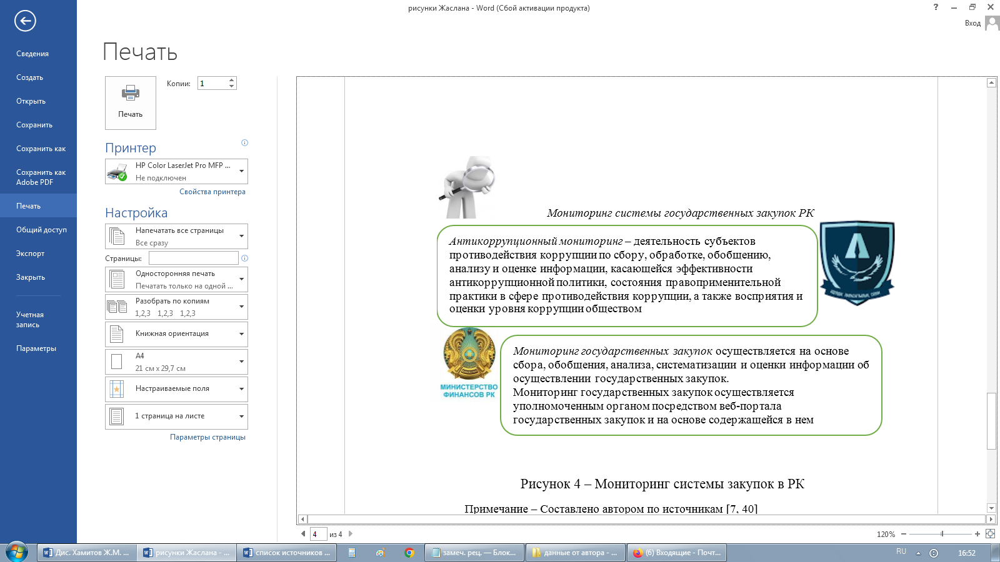 рисунки Жаслана - Word (Сбой активации продукта)
Вход
Сведения
Создать
Открыть
Сохранить
Сохранить как
Сохранить как
Adobe PDF
Печать
Общий доступ
Экспорт
Закрыть
Учетная
запись
Параметры
Печать
Печать
Копии: 1
Принтер
HP Color LaserJet Pro MFP ...
Не подключен
Свойства принтера
Настройка
Напечатать все страницы
Все сразу
Страницы:
Односторонняя печать
Печатать только на одной ...
Разобрать по копиям
1,2,3 1,2,3 1,2,3
Книжная ориентация
A4
21 см x 29,7 см
Настраиваемые поля
1 страница на листе
Параметры страницы
Мониторинг системы государственных закупок РК
Антикоррупционный мониторинг – деятельность субъектов
противодействия коррупции по сбору, обработке, обобщению,
анализу и оценке информации, касающейся эффективности
антикоррупционной политики, состояния правоприменительной
практики в сфере противодействия коррупции, а также восприятия и
оценки уровня коррупции обществом
МИНИСТЕРСТВО
ФИНАНСОВ РК
Мониторинг государственных закупок осуществляется на основе
сбора, обобщения, анализа, систематизации и оценки информации об
осуществлении государственных закупок.
Мониторинг государственных закупок осуществляется
уполномоченным органом посредством веб-портала
государственных закупок и на основе содержащейся в нем
Рисунок 4 – Мониторинг системы закупок в РК
Примечание – Составлено автором по источникам [7, 40]
4 из 4
120%
Дис. Хамитов Ж.М. ...
рисунки Жаслана - ...
список источников ...
замеч. рец. — Блок...
данные от автора - ...
(6) Входящие - Почт...
RU
16:52